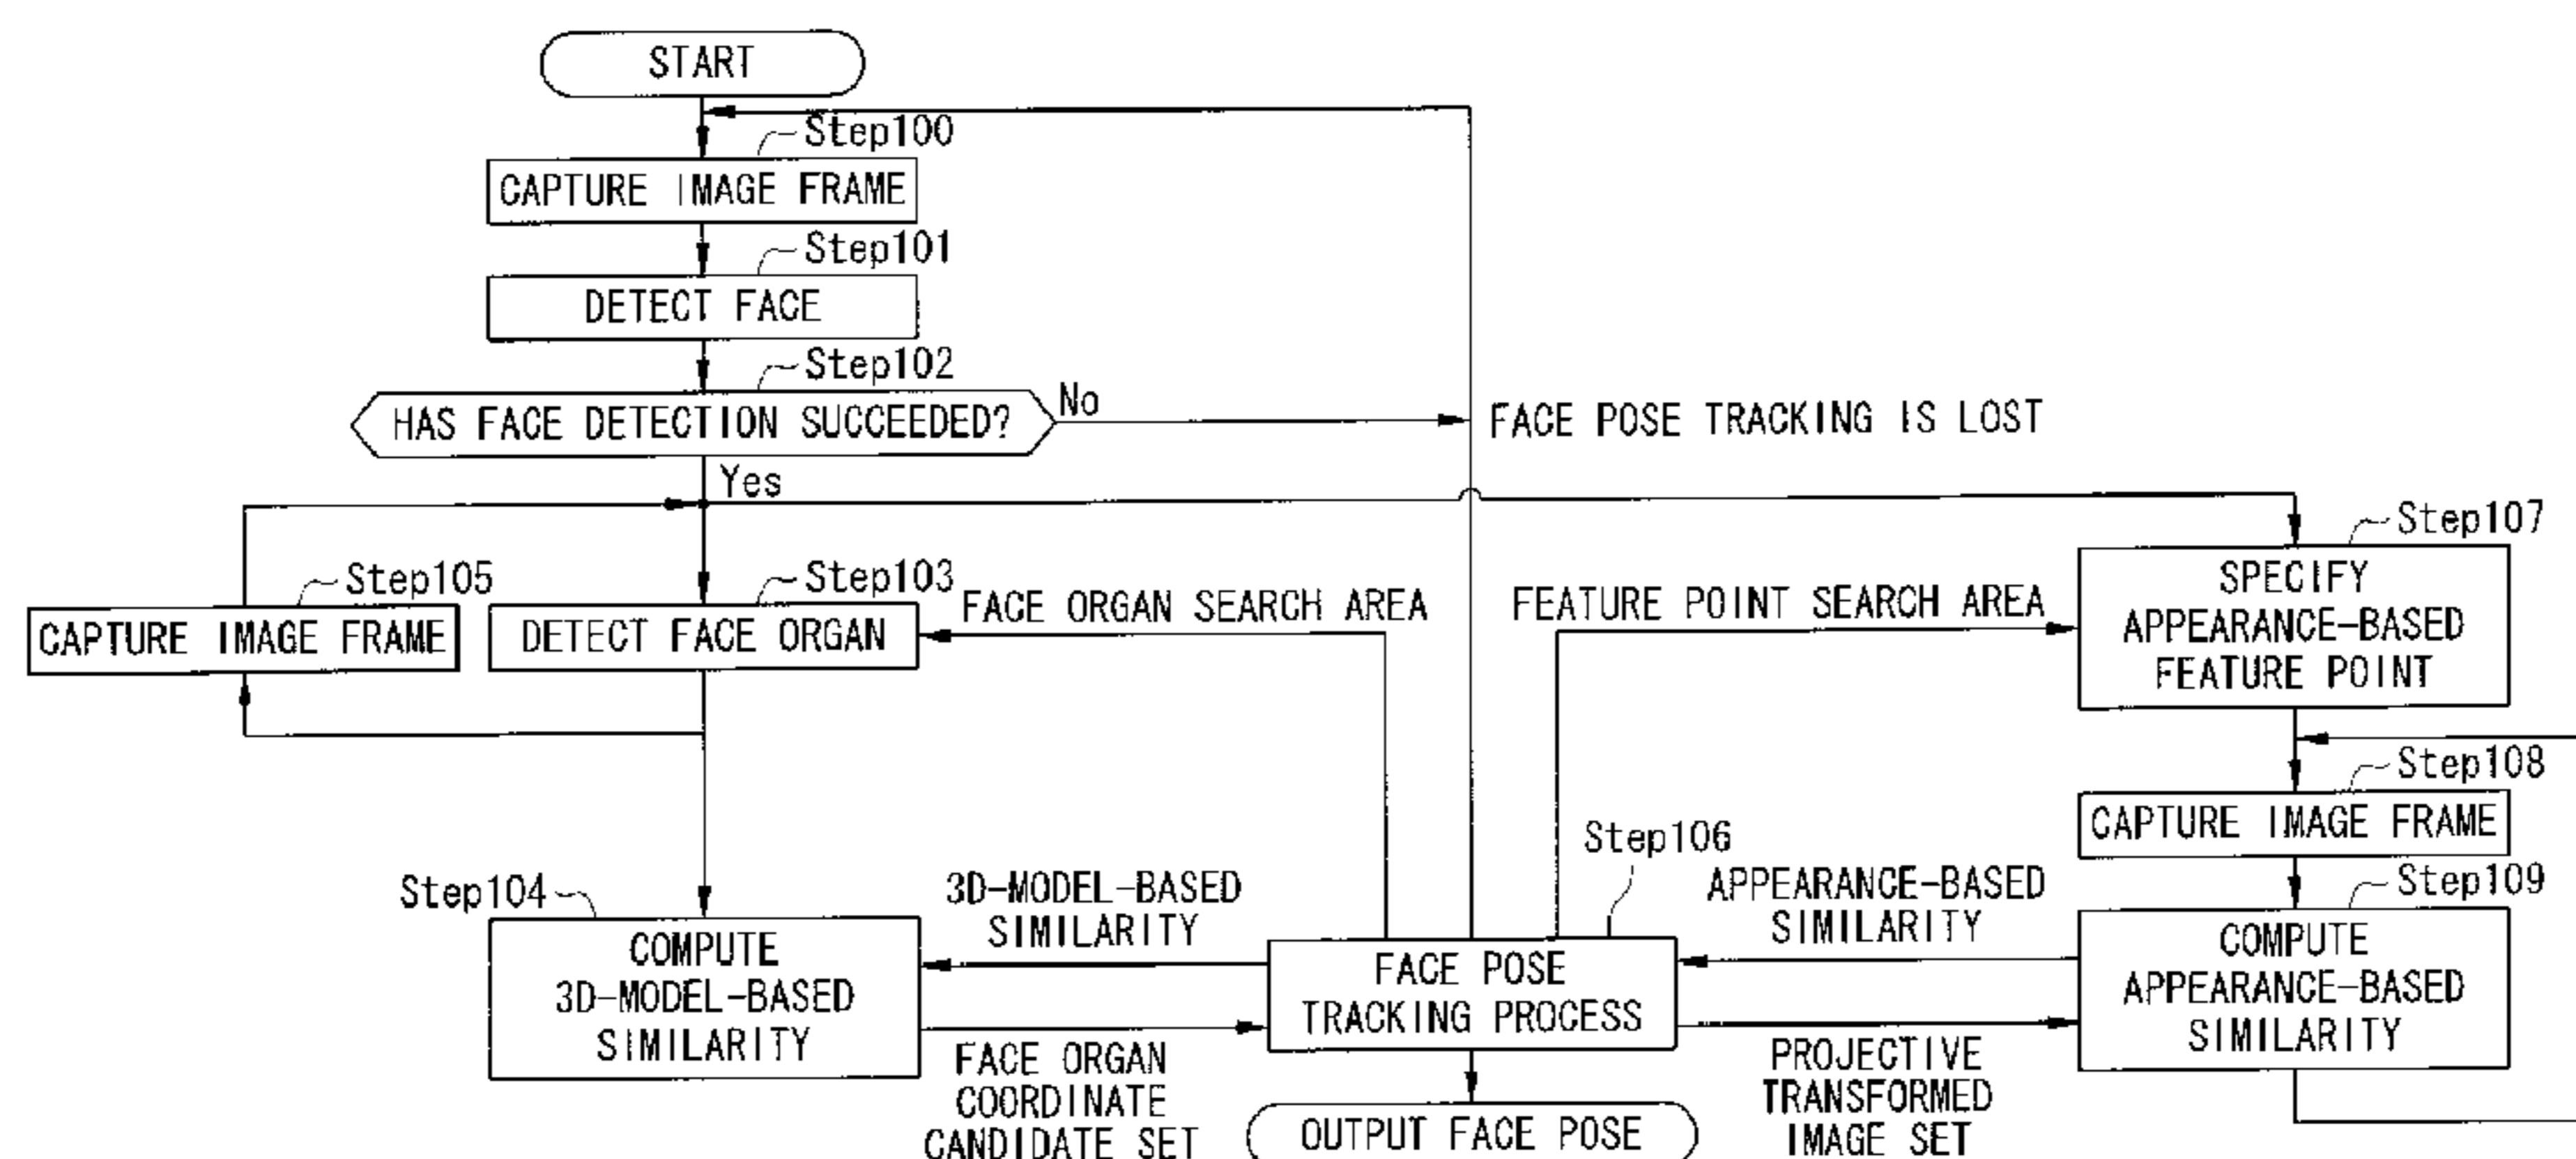 START
Step100
CAPTURE IMAGE FRAME
Step101
DETECT FACE
Step102
HAS FACE DETECTION SUCCEEDED?
No
FACE POSE TRACKING IS LOST
Yes
Step107
SPECIFY
APPEARANCE-BASED
FEATURE POINT
Step105
CAPTURE IMAGE FRAME
Step103
DETECT FACE ORGAN
FACE ORGAN SEARCH AREA
FEATURE POINT SEARCH AREA
Step108
CAPTURE IMAGE FRAME
Step104
COMPUTE
3D-MODEL-BASED
SIMILARITY
3D-MODEL-BASED
SIMILARITY
FACE ORGAN
COORDINATE
CANDIDATE SET
Step106
FACE POSE
TRACKING PROCESS
OUTPUT FACE POSE
APPEARANCE-BASED
SIMILARITY
PROJECTIVE
TRANSFORMED
IMAGE SET
Step109
COMPUTE
APPEARANCE-BASED
SIMILARITY